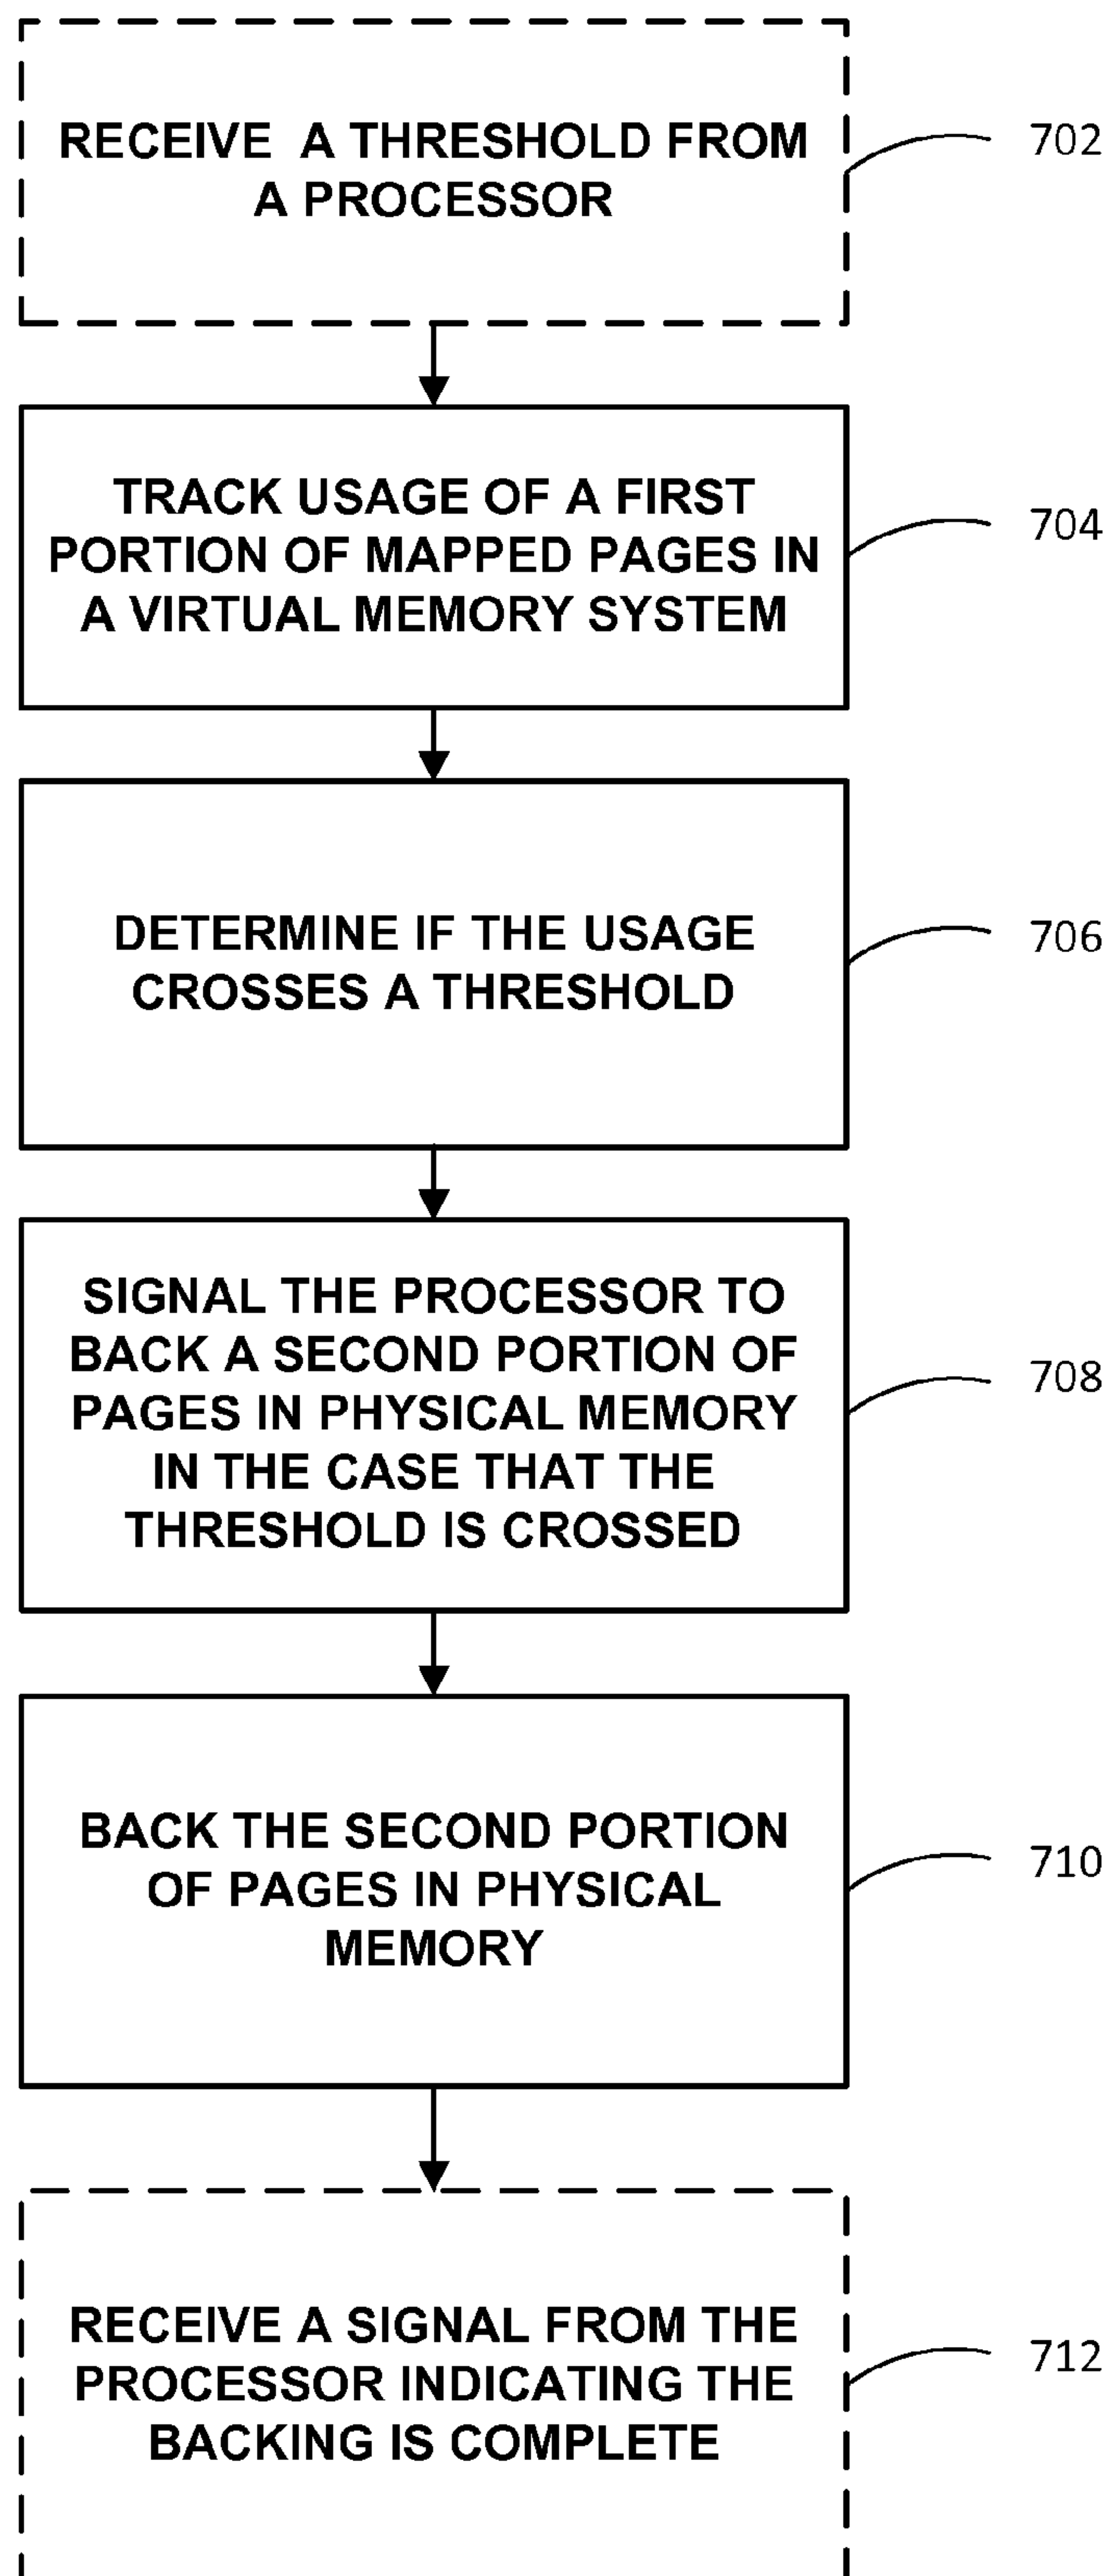 RECEIVE A THRESHOLD FROM
A PROCESSOR
702
TRACK USAGE OF A FIRST
PORTION OF MAPPED PAGES IN
A VIRTUAL MEMORY SYSTEM
704
DETERMINE IF THE USAGE
CROSSES A THRESHOLD
706
SIGNAL THE PROCESSOR TO
BACK A SECOND PORTION OF
PAGES IN PHYSICAL MEMORY
IN THE CASE THAT THE
THRESHOLD IS CROSSED
708
BACK THE SECOND PORTION
OF PAGES IN PHYSICAL
MEMORY
710
RECEIVE A SIGNAL FROM THE
PROCESSOR INDICATING THE
BACKING IS COMPLETE
712